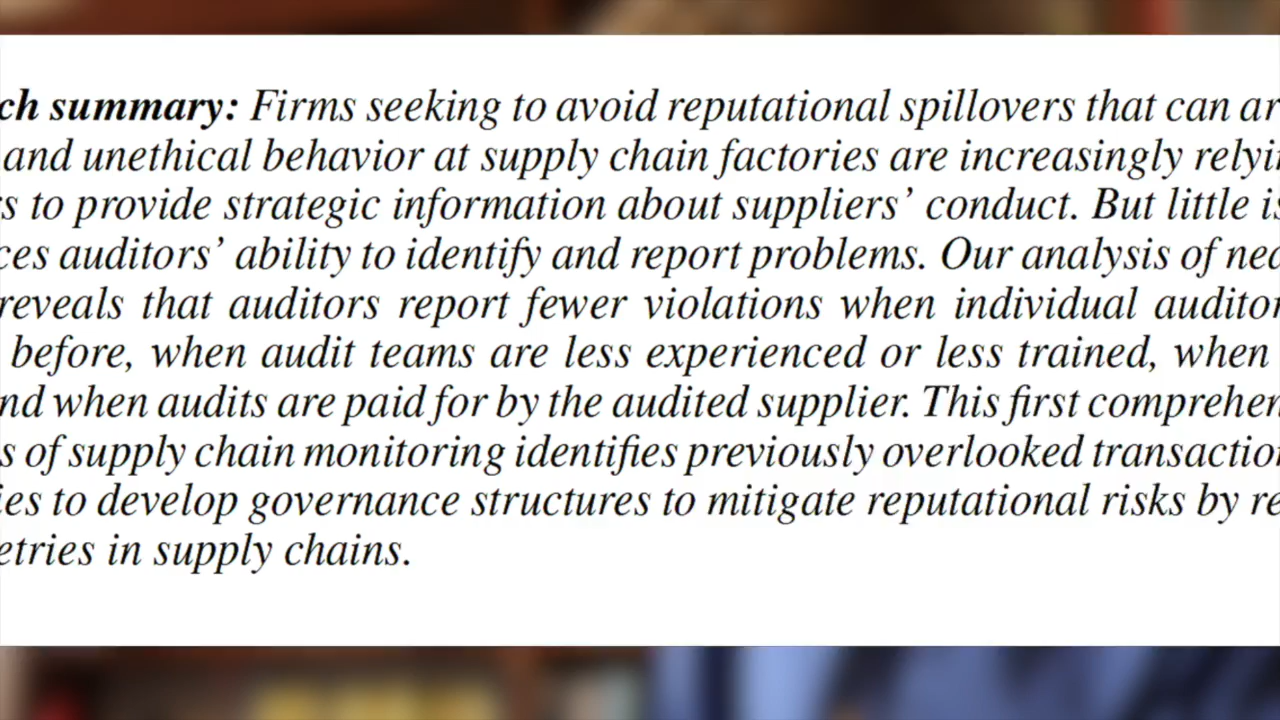 ch summary: Firms seeking to avoid reputational spillovers that can ar
and unethical behavior at supply chain factories are increasingly relyi
s to provide strategic information about suppliers’ conduct. But little is
ces auditors’ ability to identify and report problems. Our analysis of nea
reveals that auditors report fewer violations when individual auditor
before, when audit teams are less experienced or less trained, when
nd when audits are paid for by the audited supplier. This first comprehen
s of supply chain monitoring identifies previously overlooked transaction
ies to develop governance structures to mitigate reputational risks by re
etries in supply chains.